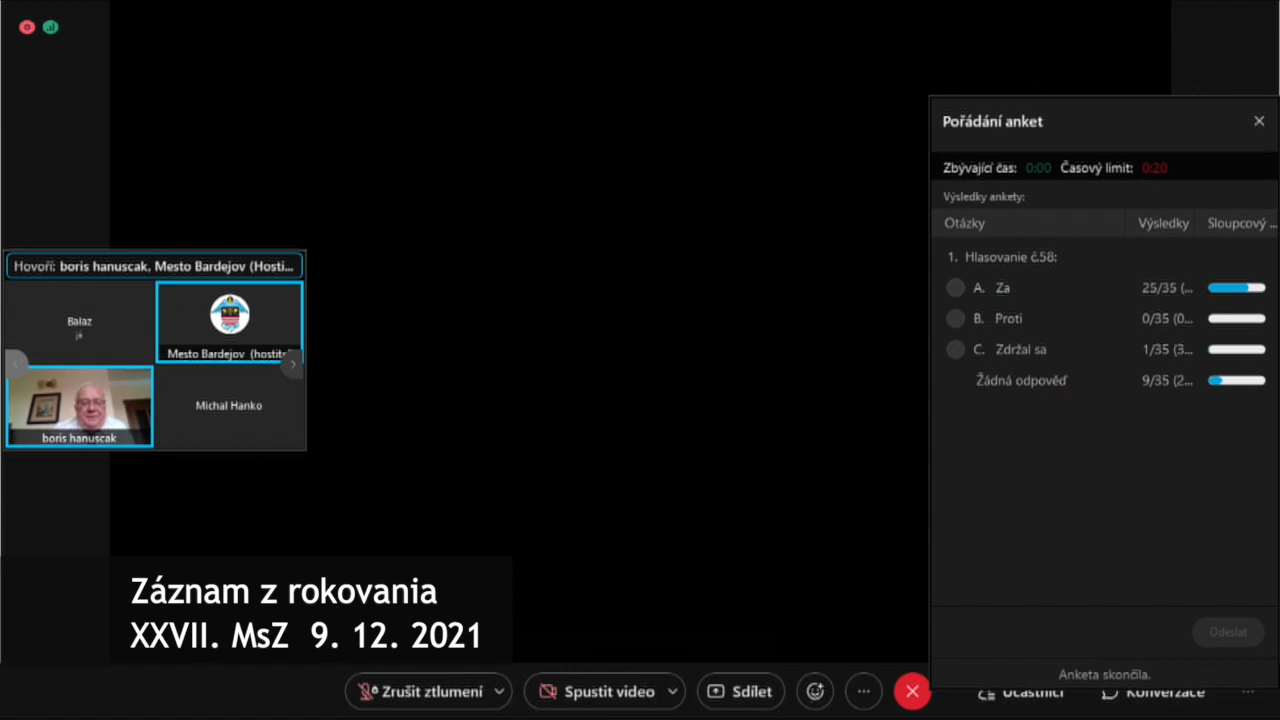 Pořádání anket
Zbývající čas: 0:00 Časový limit: 0:20
Výsledky ankety:
Otázky Výsledky Sloupcový ...
1. Hlasovanie č.58:
A. Za 25/35 (...
B. Proti 0/35 (0...
C. Zdržal sa 1/35 (3...
Žádná odpověď 9/35 (2...
Hovoří: boris hanuscak, Mesto Bardejov (Hosti...
Balaz
já
Mesto Bardejov (hostite
boris hanuscak
Michal Hanko
Záznam z rokovania
XXVII. MsZ 9. 12. 2021
Odeslat
Anketa skončila.
Zrušit ztlumení
Spustit video
Sdílet
Účastníci
Konverzace